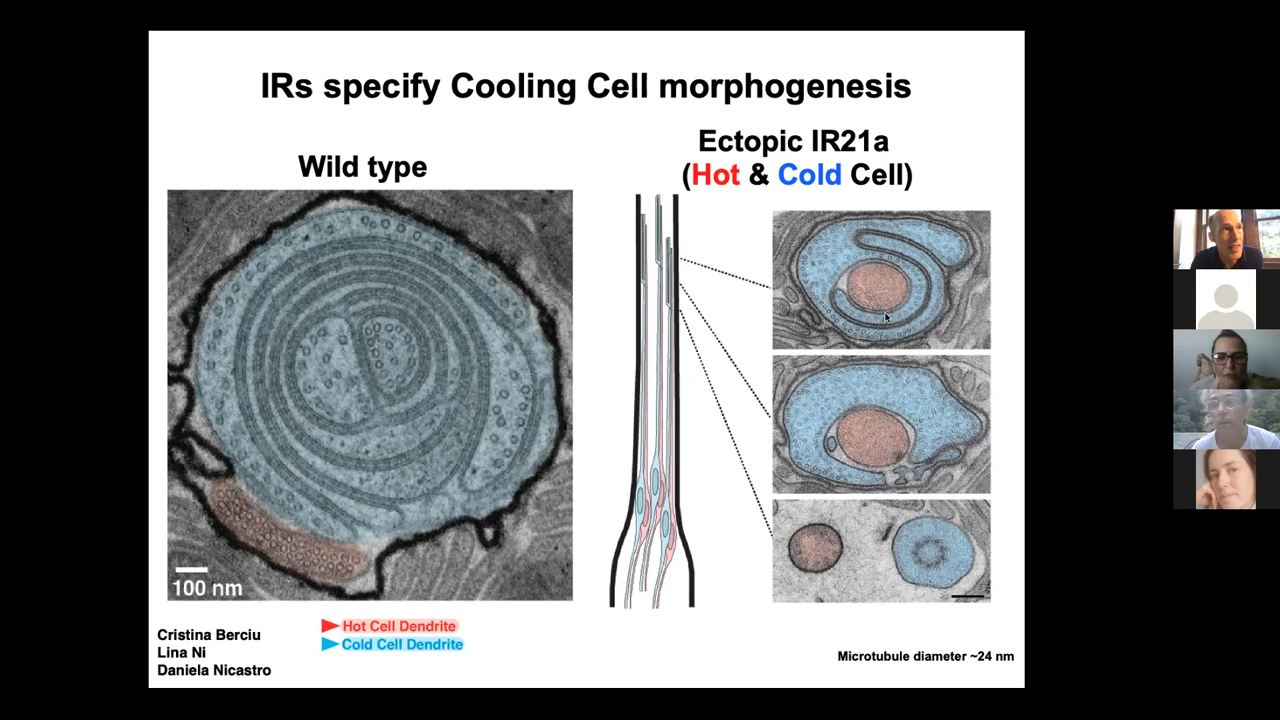 IRs specify Cooling Cell morphogenesis
Wild type
Ectopic IR21a
(Hot & Cold Cell)
100 nm
Hot Cell Dendrite
Cold Cell Dendrite
Cristina Berciu
Lina Ni
Daniela Nicastro
Microtubule diameter ~24 nm